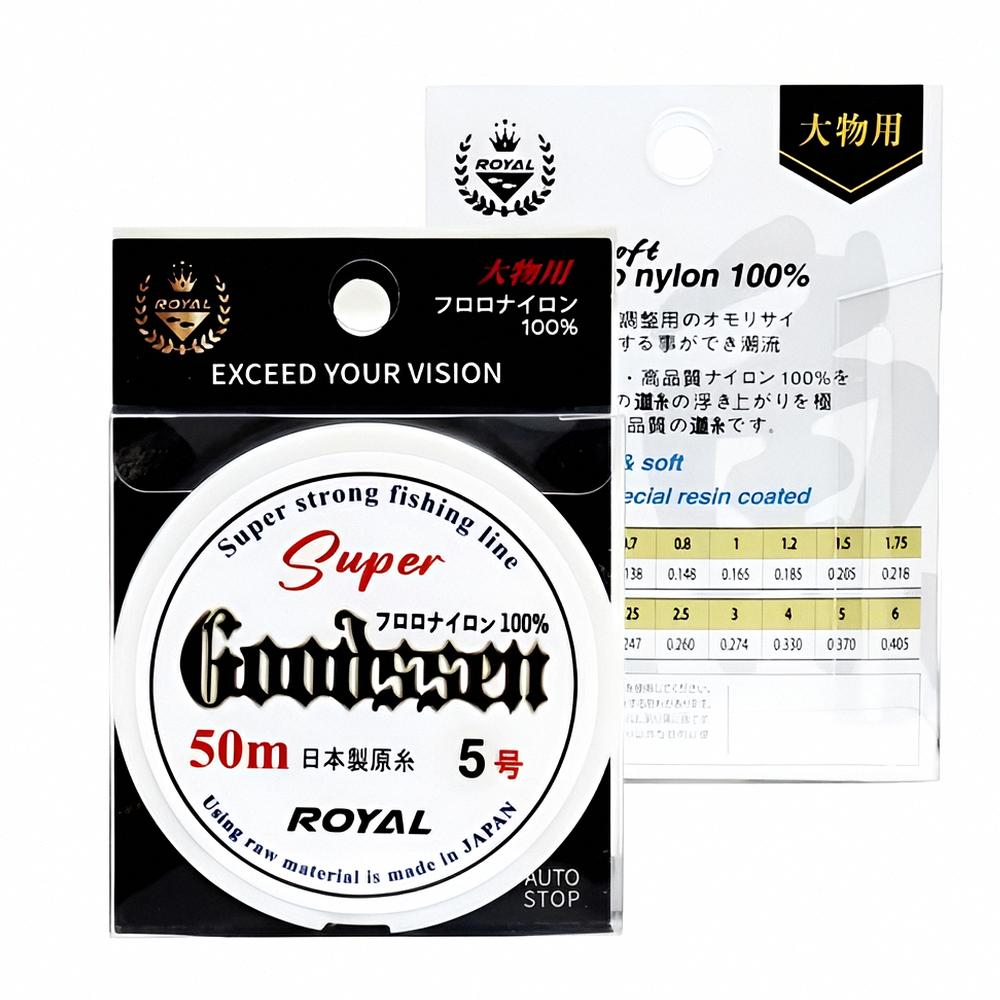 ROYAL
大物用
フロロナイロン
100%
EXCEED YOUR VISION
Super strong fishing line
Super
フロロナイロン 100%
Goodssen
50m 日本製原糸 5号
ROYAL
Using raw material is made in JAPAN
AUTO
STOP
ROYAL
大物用
oft
nylon 100%
調整用のオモリサイ
する事ができ潮流
・高品質ナイロン100%を
の道糸の浮き上がりを極
品質の道糸です。
& soft
ecial resin coated
.7 0.8 1 1.2 1.5 1.75
138 0.148 0.165 0.185 0.205 0.218
25 2.5 3 4 5 6
247 0.260 0.274 0.330 0.370 0.405